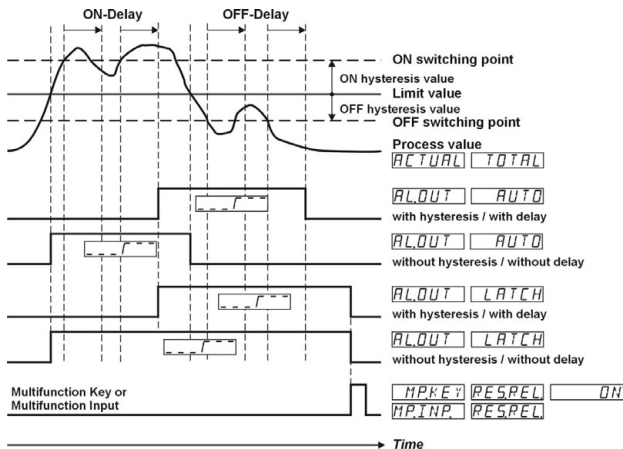 ON-Delay OFF-Delay
ON switching point
ON hysteresis value
Limit value
OFF hysteresis value
OFF switching point
Process value
ACTUAL TOTAL
AL.OUT AUTO
with hysteresis / with delay
AL.OUT AUTO
without hysteresis / without delay
AL.OUT LATCH
with hysteresis / with delay
AL.OUT LATCH
without hysteresis / without delay
Multifunction Key or
Multifunction Input
MP.KEY RES.REL. ON
MP.INP. RES.REL.
Time